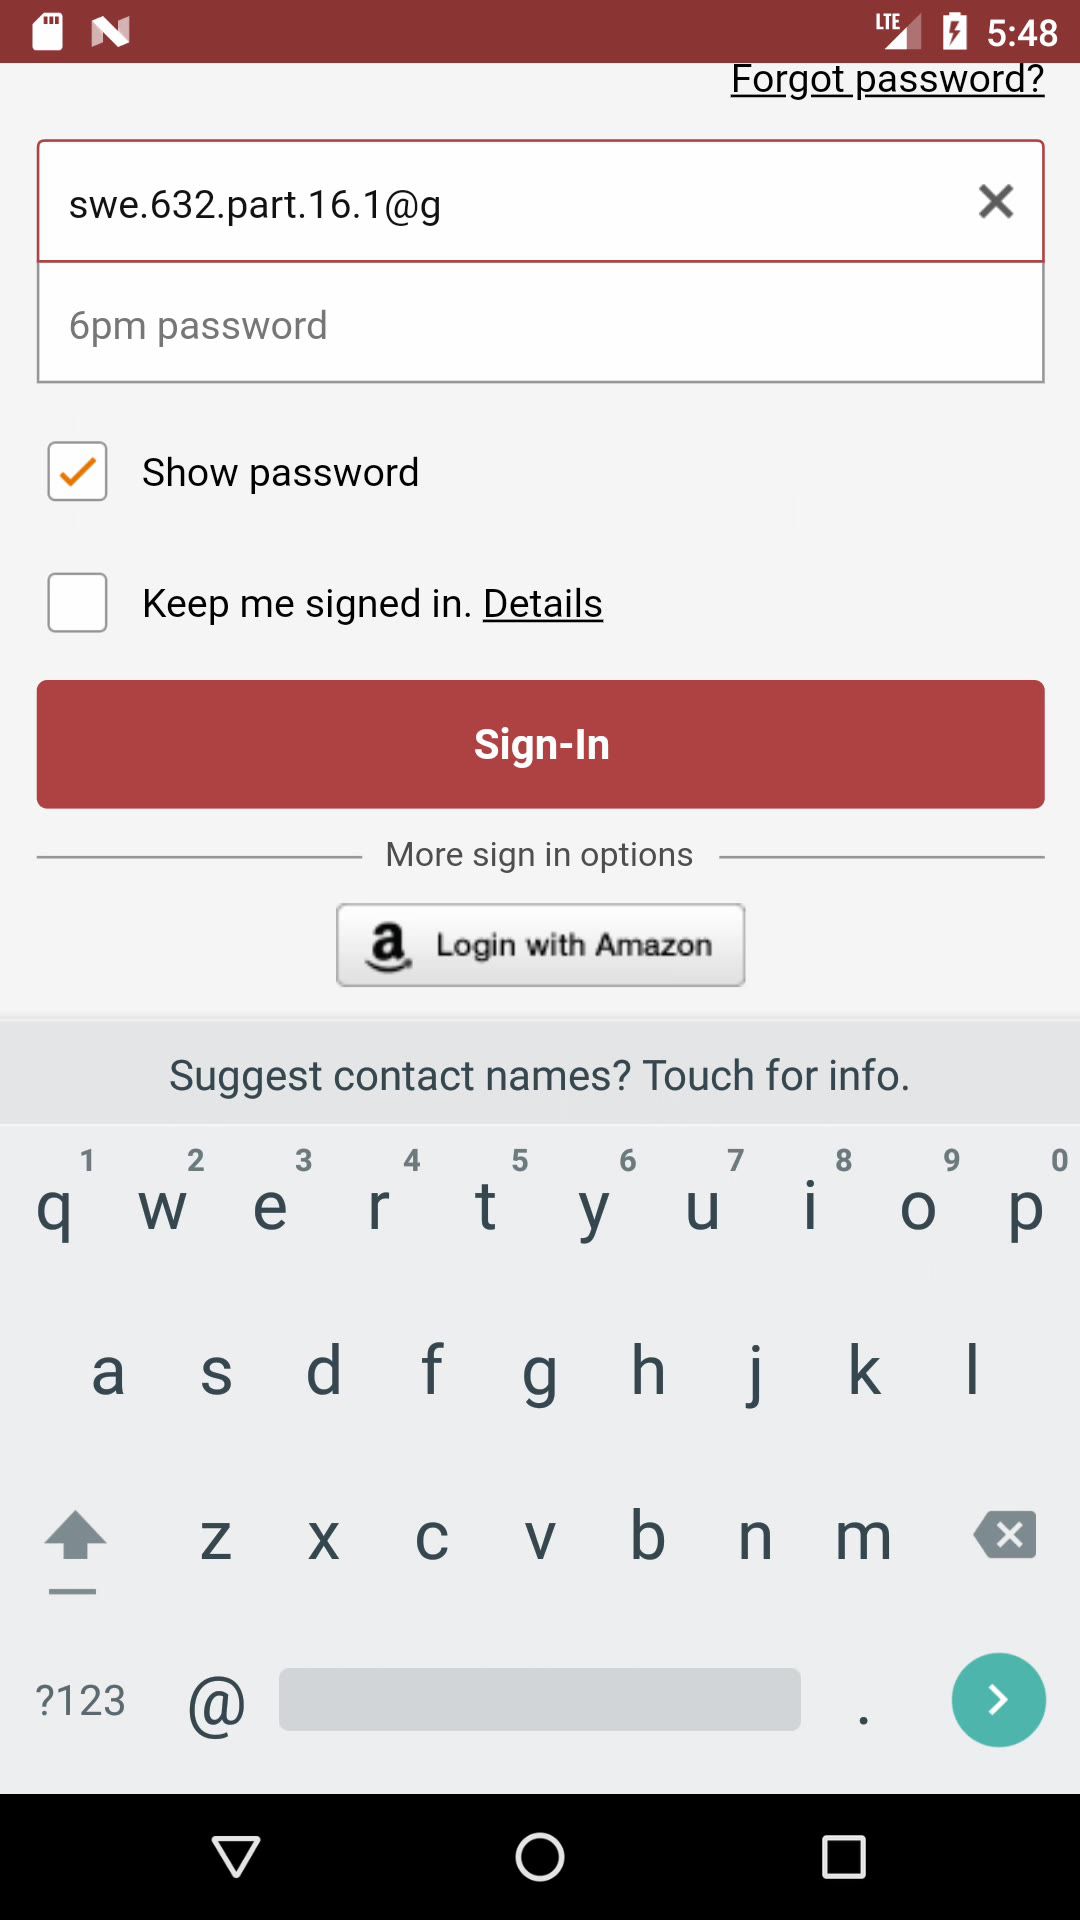 LTE 5:48
Forgot password?
swe.632.part.16.1@g
6pm password
Show password
Keep me signed in. Details
Sign-In
More sign in options
a Login with Amazon
Suggest contact names? Touch for info.
1 2 3 4 5 6 7 8 9 0
q w e r t y u i o p
a s d f g h j k l
z x c v b n m
?123 @ .